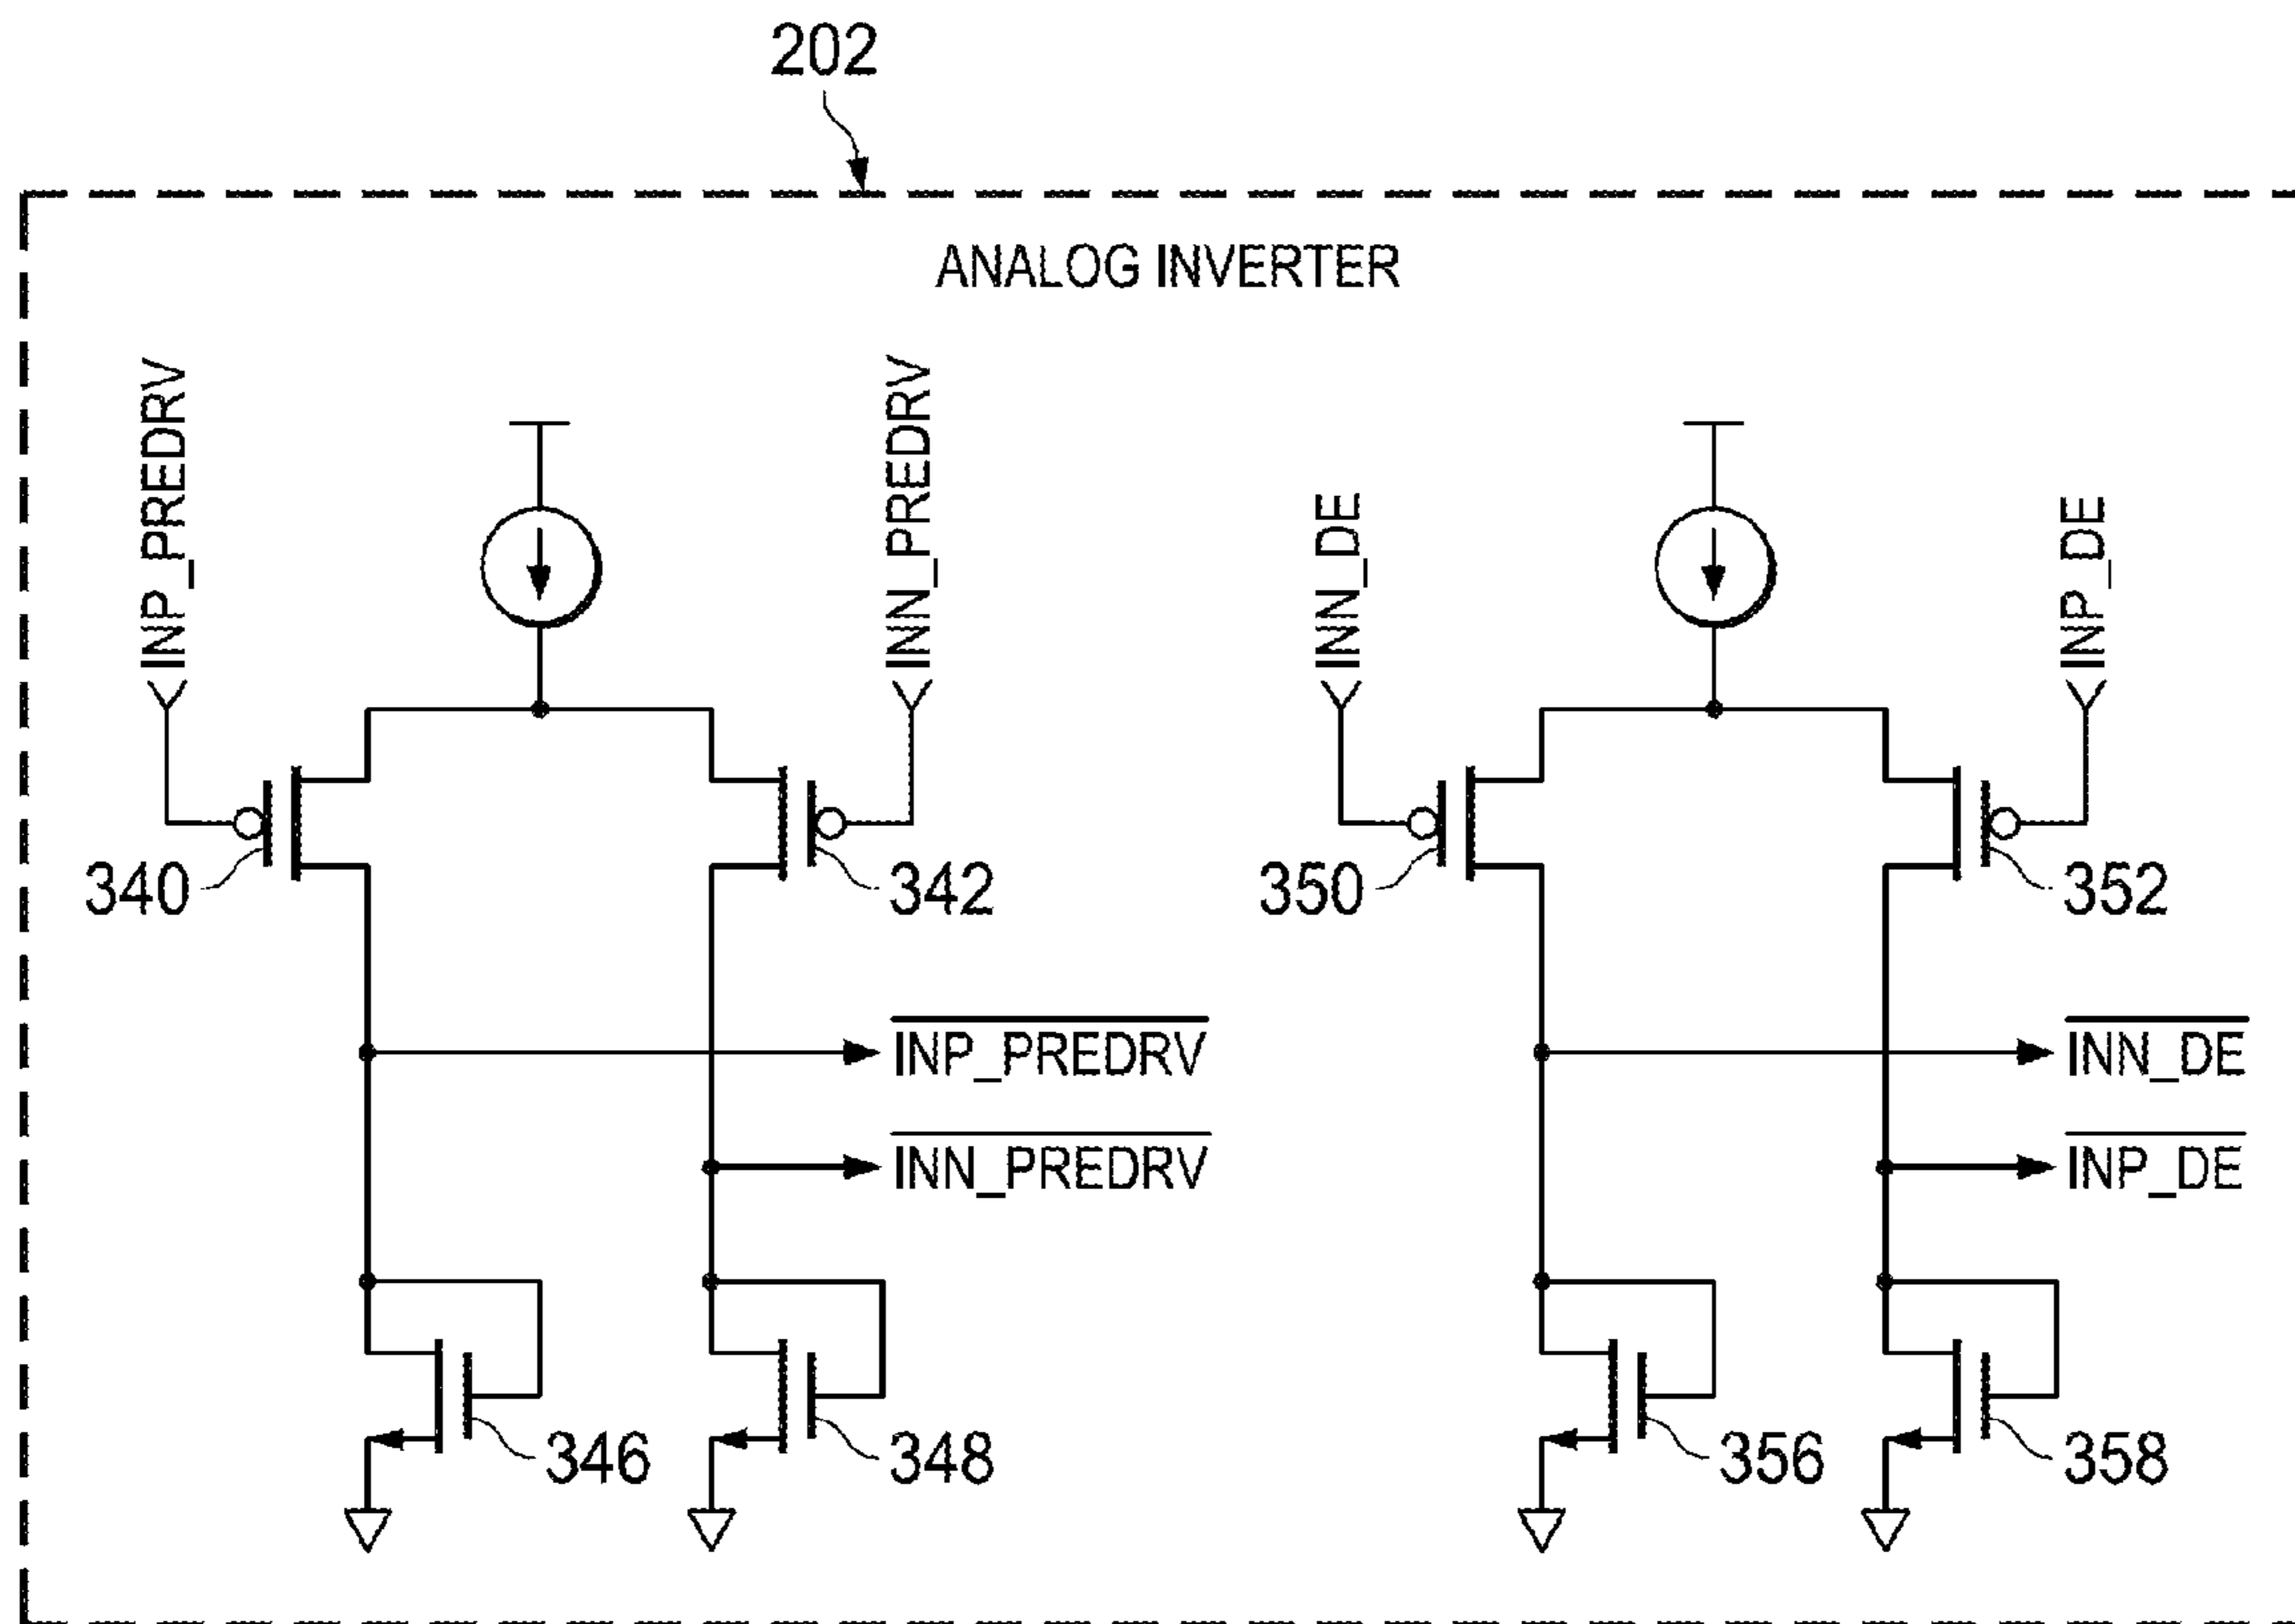 202
ANALOG INVERTER
INP_PREDRV
INN_PREDRV
INN_DE
INP_DE
340
342
350
352
INP_PREDRV
INN_DE
INN_PREDRV
INP_DE
346
348
356
358